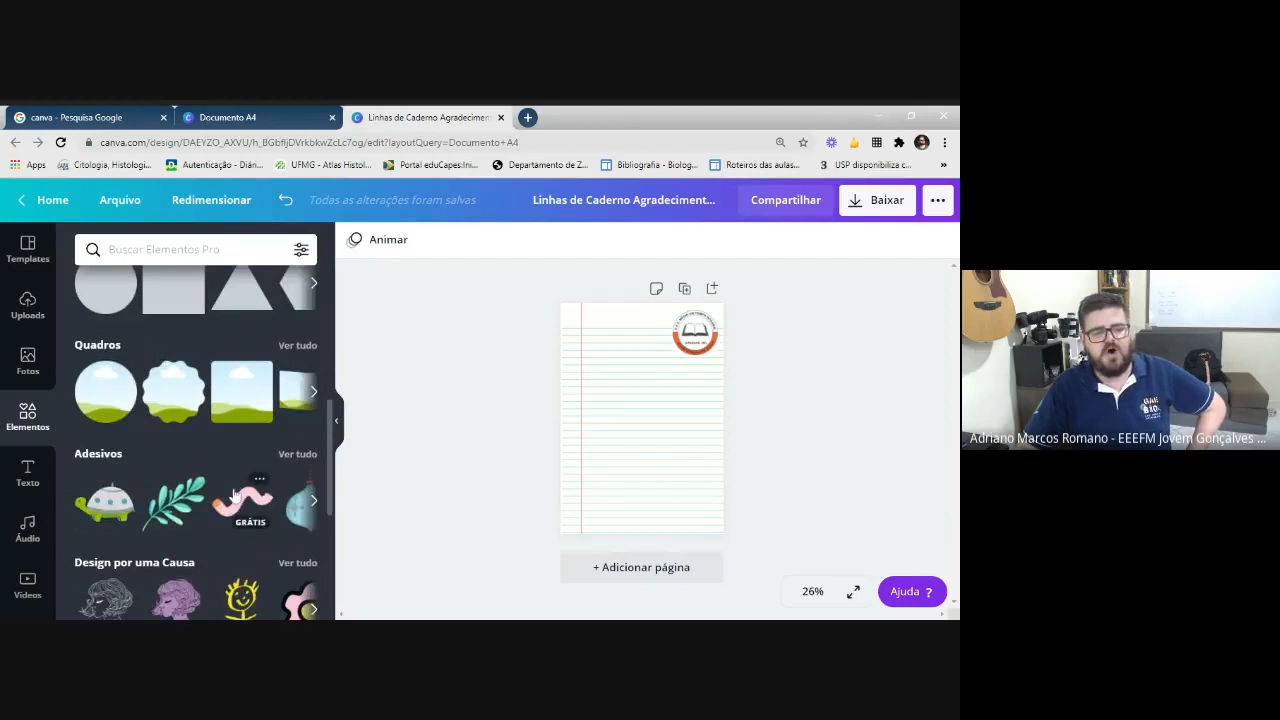 canva - Pesquisa Google
Documento A4
Linhas de Caderno Agradecimen
canva.com/design/DAEYZO_AXVU/h_BGbfIjDVrkbkwZcLc7og/edit?layoutQuery=Documento+A4
Apps
Citologia, Histologi...
Autenticação - Diári...
UFMG - Atlas Histol...
Portal eduCapes:Ini...
Departamento de Z...
Bibliografia - Biolog...
Roteiros das aulas...
USP disponibiliza c...
Home
Arquivo
Redimensionar
Todas as alterações foram salvas
Linhas de Caderno Agradeciment...
Compartilhar
Baixar
Templates
Uploads
Fotos
Elementos
Texto
Áudio
Vídeos
Buscar Elementos Pro
Animar
Quadros
Ver tudo
Adesivos
Ver tudo
GRÁTIS
Design por uma Causa
Ver tudo
+ Adicionar página
26%
Ajuda ?
Adriano Marcos Romano - EEEFM Jovem Gonçalves ...